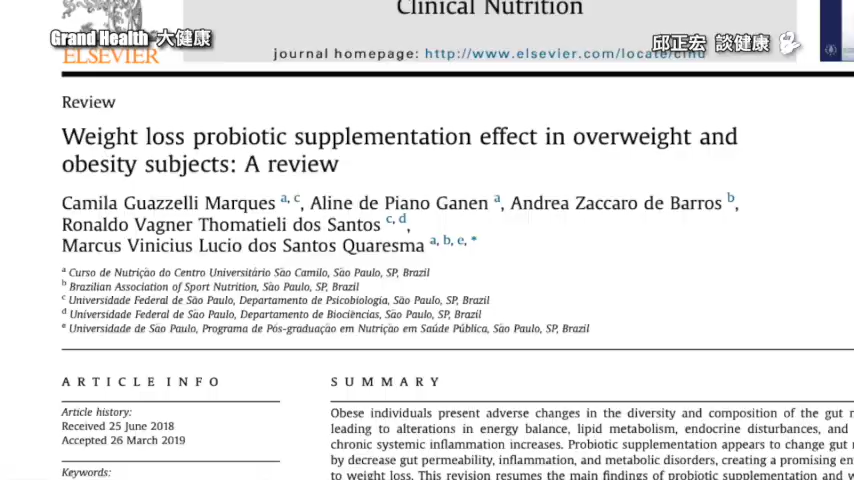 Clinical Nutrition
Grand Health 大健康
邱正宏 談健康
ELSEVIER
journal homepage: http://www.elsevier.com/locate/clnu
Review
Weight loss probiotic supplementation effect in overweight and
obesity subjects: A review
Camila Guazzelli Marques a, c, Aline de Piano Ganen a, Andrea Zaccaro de Barros b,
Ronaldo Vagner Thomatieli dos Santos c, d,
Marcus Vinicius Lucio dos Santos Quaresma a, b, e, *
a Curso de Nutrição do Centro Universitário São Camilo, São Paulo, SP, Brazil
b Brazilian Association of Sport Nutrition, São Paulo, SP, Brazil
c Universidade Federal de São Paulo, Departamento de Psicobiologia, São Paulo, SP, Brazil
d Universidade Federal de São Paulo, Departamento de Biociências, São Paulo, SP, Brazil
e Universidade de São Paulo, Programa de Pós-graduação em Nutrição em Saúde Pública, São Paulo, SP, Brazil
ARTICLE INFO
SUMMARY
Article history:
Received 25 June 2018
Accepted 26 March 2019
Keywords:
Obese individuals present adverse changes in the diversity and composition of the gut
leading to alterations in energy balance, lipid metabolism, endocrine disturbances, and
chronic systemic inflammation increases. Probiotic supplementation appears to change gut
by decrease gut permeability, inflammation, and metabolic disorders, creating a promising
to weight loss. This revision resumes the main findings of probiotic supplementation and